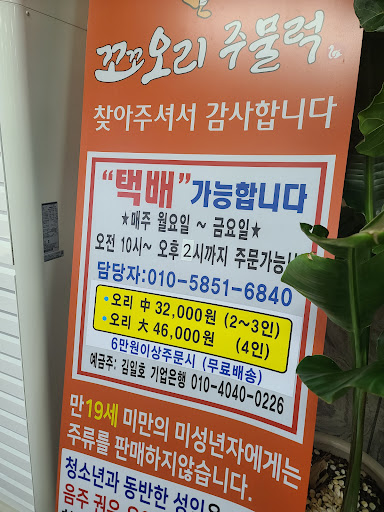 꼬꼬오리 주물럭
찾아주셔서 감사합니다
“택배”가능합니다
★매주 월요일 ~ 금요일★
오전 10시~ 오후 2시까지 주문가능!!
담당자:010-5851-6840
• 오리 中 32,000원 (2~3인)
• 오리 大 46,000원 (4인)
6만원이상주문시 (무료배송)
예금주: 김일호 기업은행 010-4040-0226
만19세 미만의 미성년자에게는
주류를 판매하지않습니다.
청소년과 동반한 성인은
음주 권유